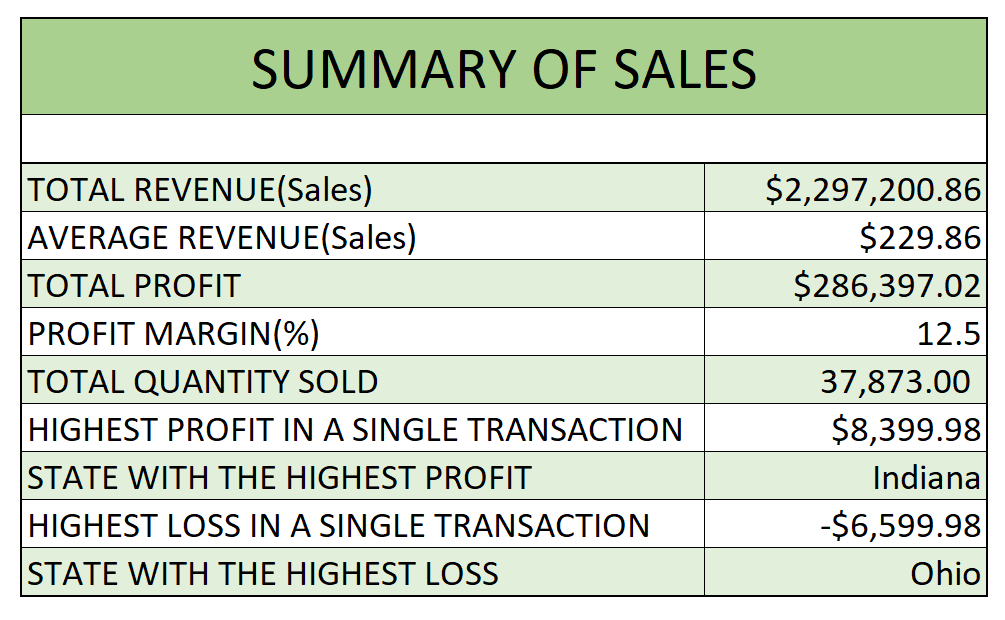 SUMMARY OF SALES
TOTAL REVENUE(Sales) $2,297,200.86
AVERAGE REVENUE(Sales) $229.86
TOTAL PROFIT $286,397.02
PROFIT MARGIN(%) 12.5
TOTAL QUANTITY SOLD 37,873.00
HIGHEST PROFIT IN A SINGLE TRANSACTION $8,399.98
STATE WITH THE HIGHEST PROFIT Indiana
HIGHEST LOSS IN A SINGLE TRANSACTION -$6,599.98
STATE WITH THE HIGHEST LOSS Ohio